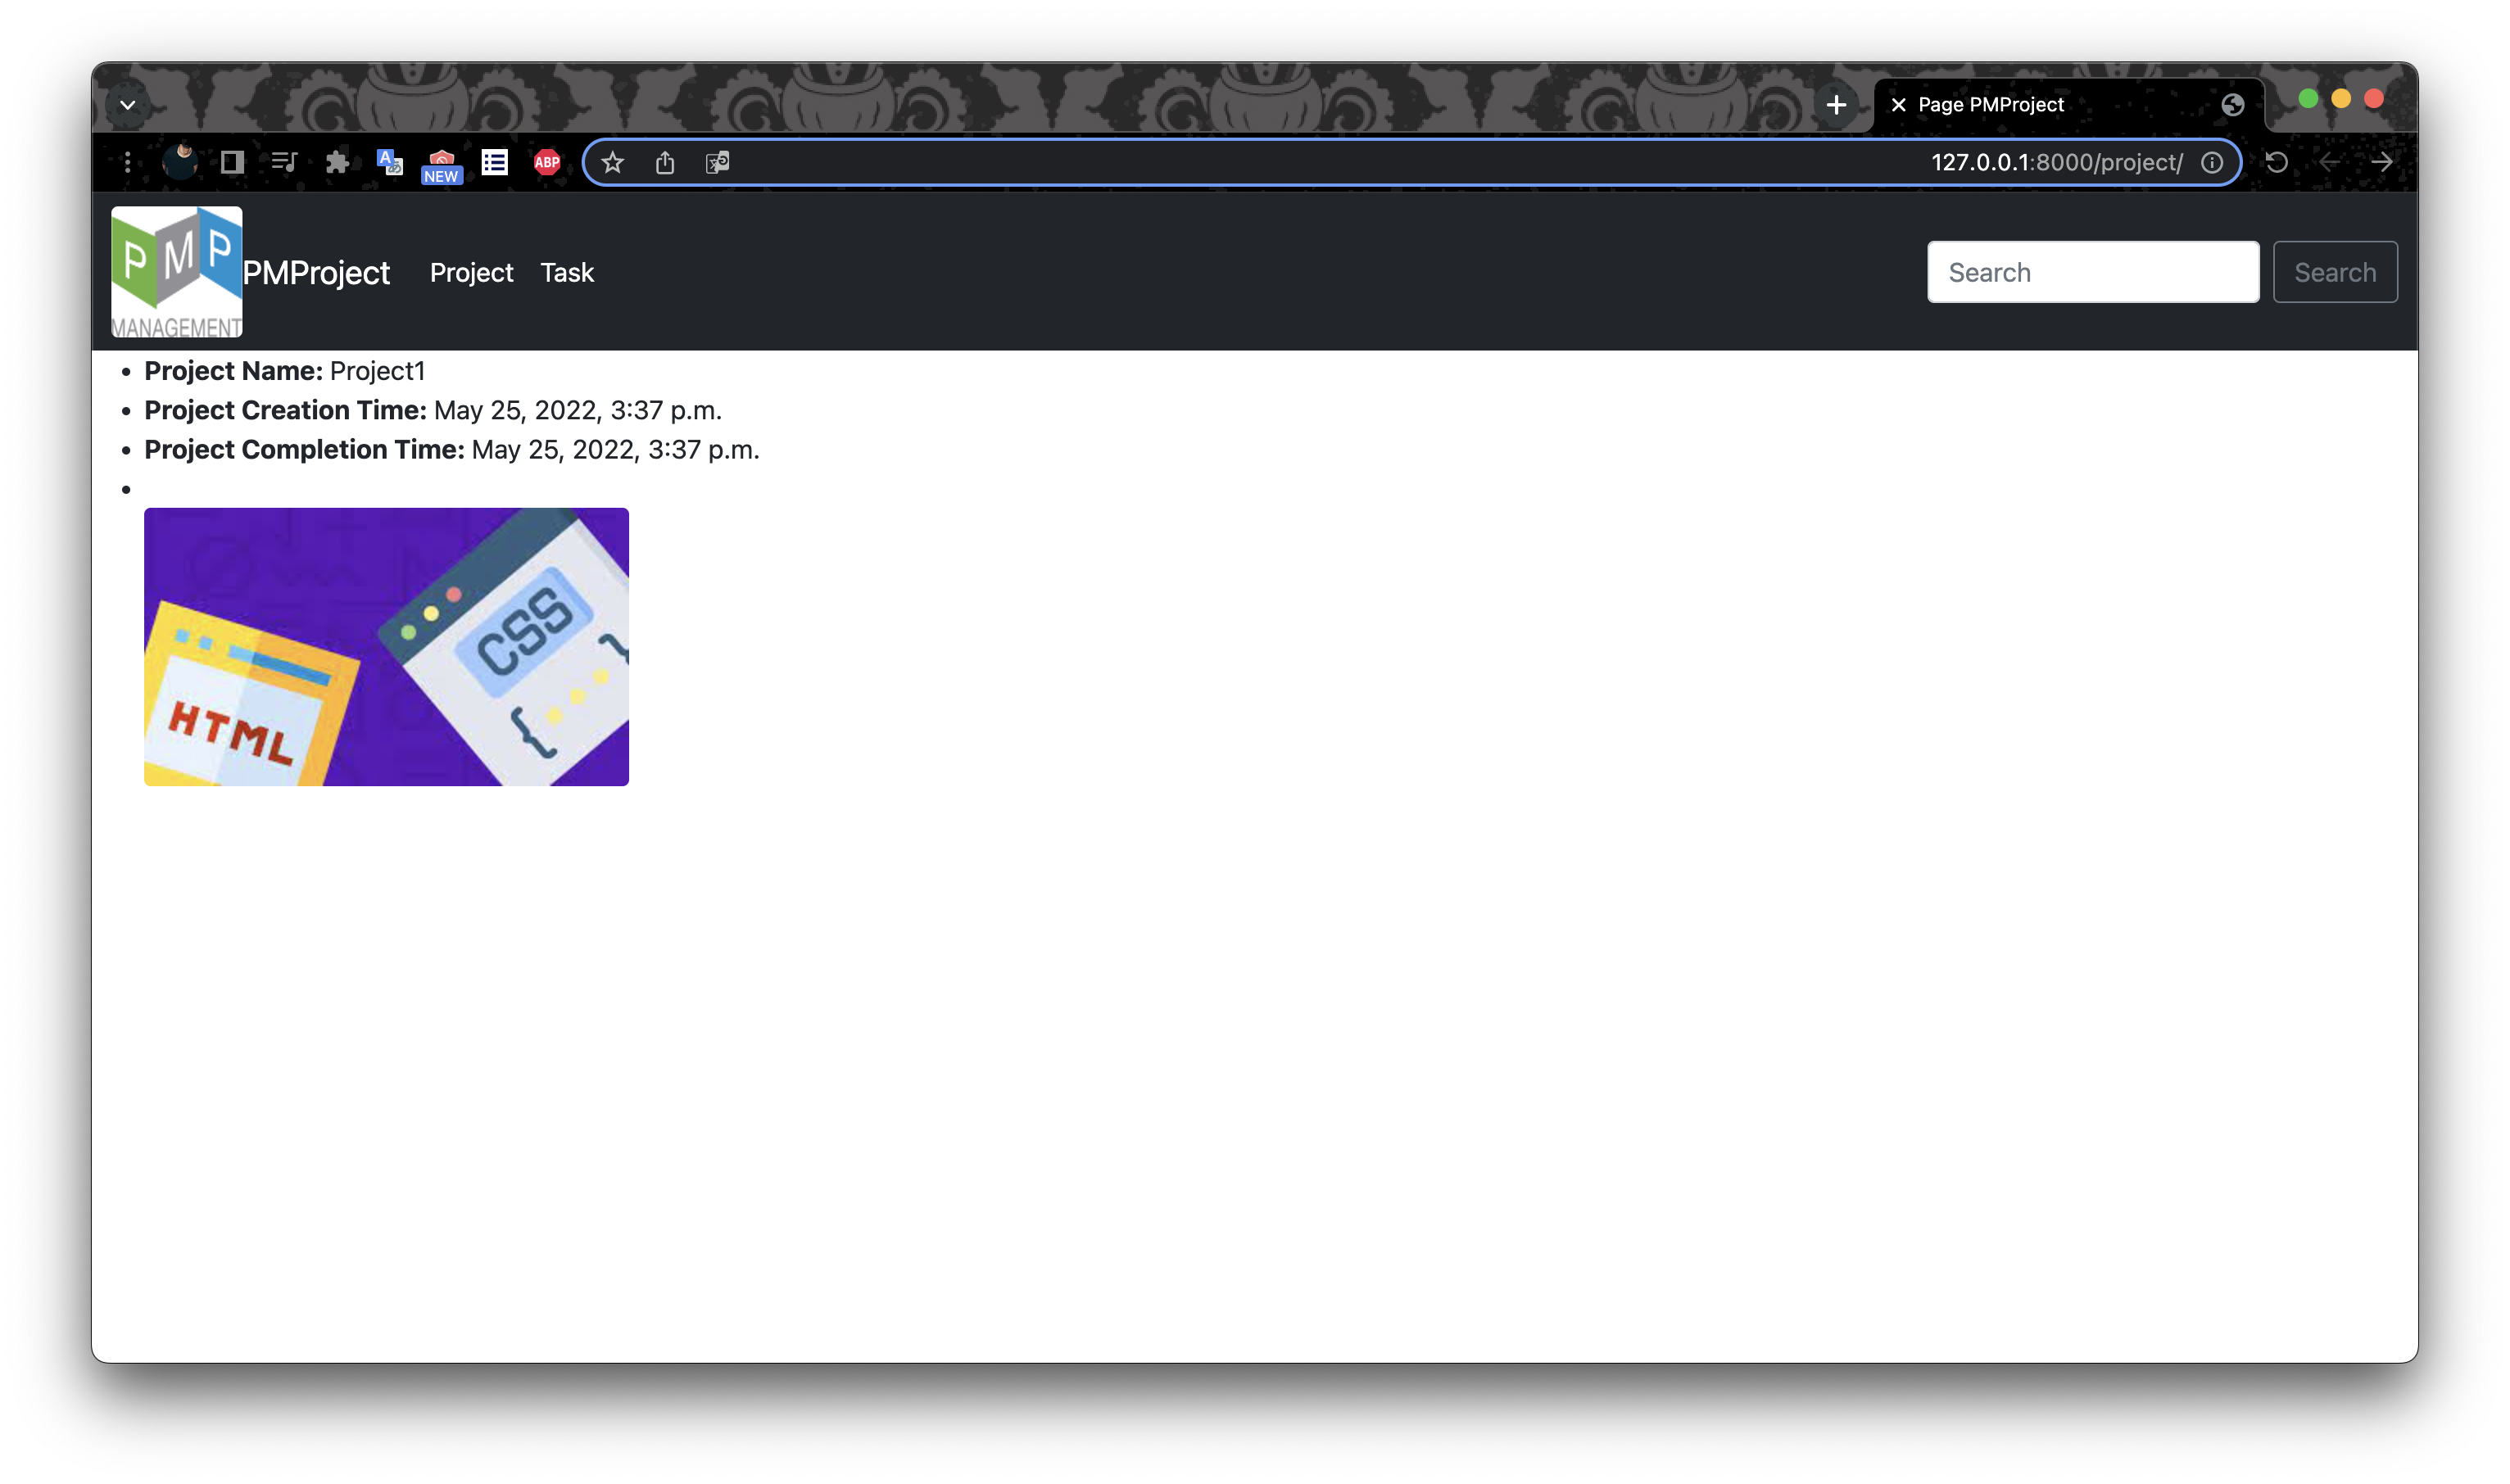 Page PMProject
NEW
ABP
127.0.0.1:8000/project/
PMP
MANAGEMENT
PMProject Project Task
Search Search
Project Name: Project1
Project Creation Time: May 25, 2022, 3:37 p.m.
Project Completion Time: May 25, 2022, 3:37 p.m.
CSS
{ }
HTML